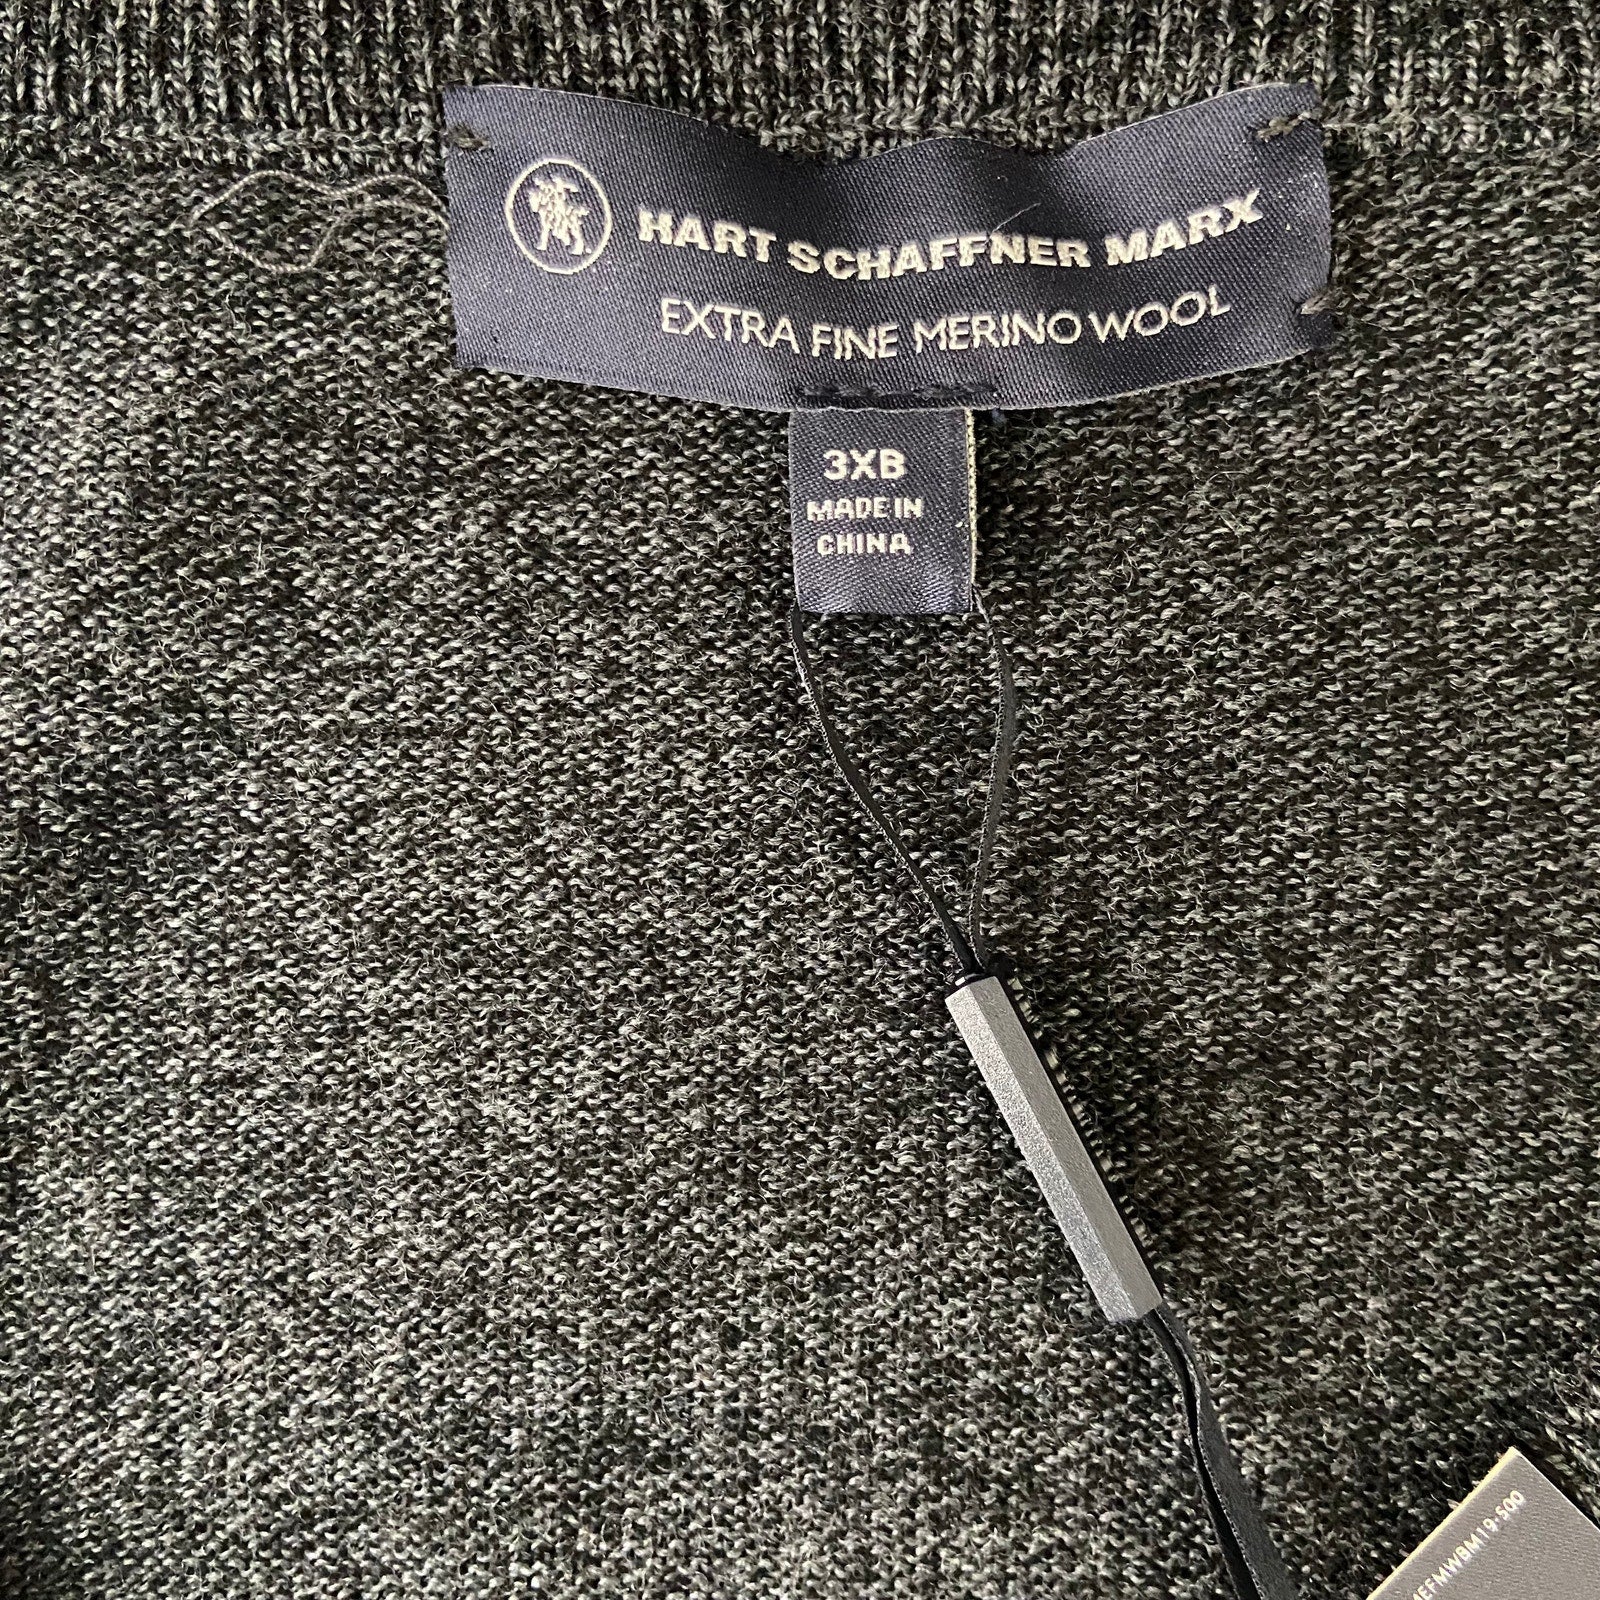 HART SCHAFFNER MARX
EXTRA FINE MERINO WOOL
3XB
MADE IN
CHINA